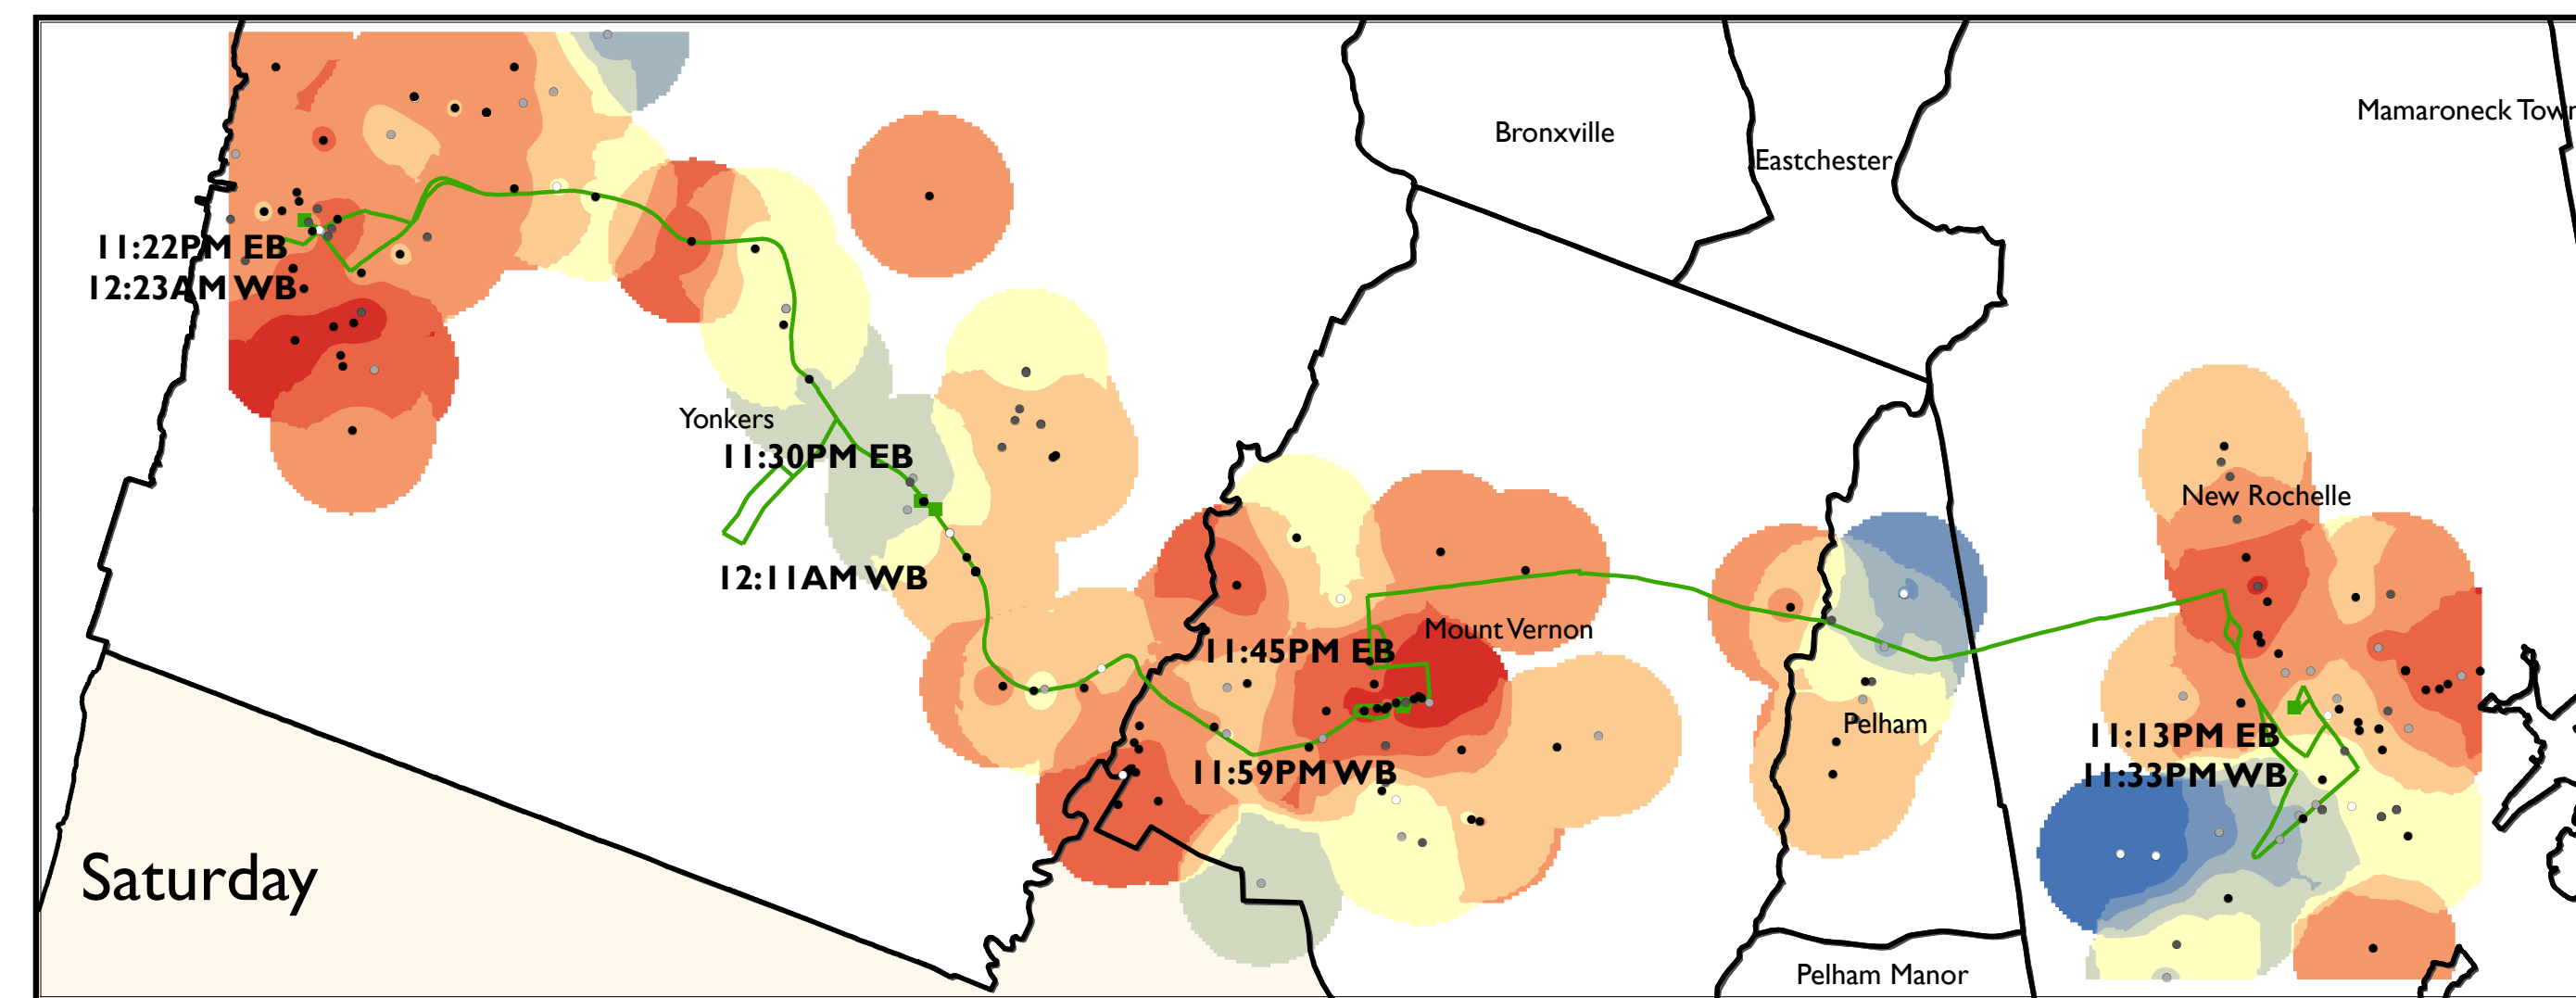 Mamaroneck Town
Bronxville
Eastchester
11:22PM EB
12:23AM WB
Yonkers
11:30PM EB
New Rochelle
12:11AM WB
Mount Vernon
11:45PM EB
Pelham
11:13PM EB
11:59PM WB
11:33PM WB
Saturday
Pelham Manor